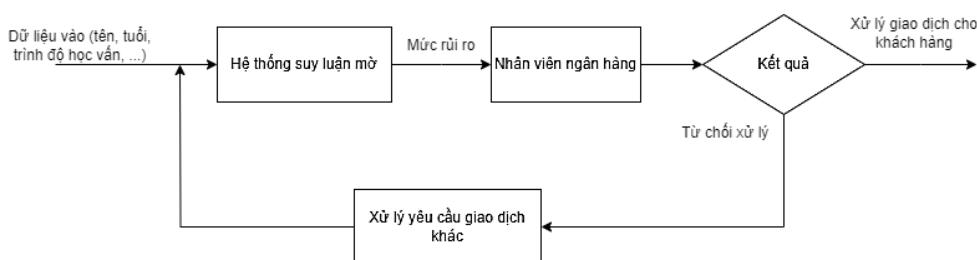 Dữ liệu vào (tên, tuổi,
trình độ học vấn, ...)
Hệ thống suy luận mờ
Mức rủi ro
Nhân viên ngân hàng
Kết quả
Xử lý giao dịch cho
khách hàng
Từ chối xử lý
Xử lý yêu cầu giao dịch
khác